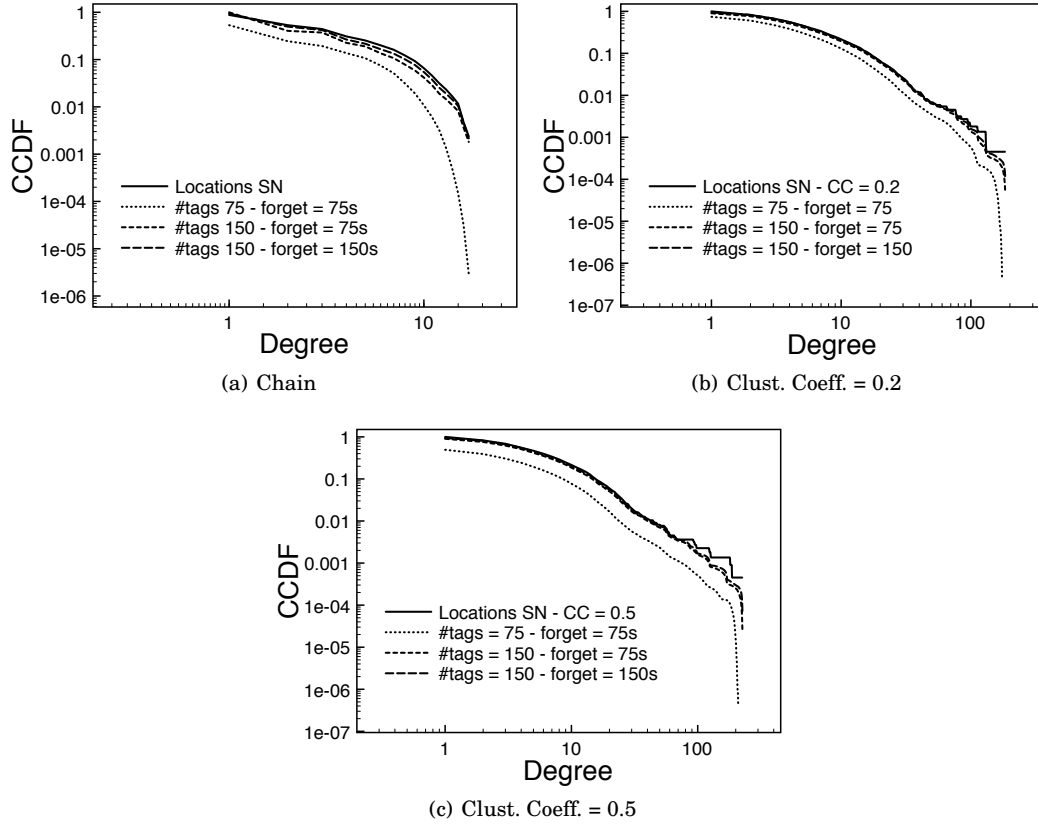 1
0.1
0.01
0.001
1e-04
1e-05
1e-06
CCDF
Locations SN
#tags 75 - forget = 75s
#tags 150 - forget = 75s
#tags 150 - forget = 150s
1
10
Degree
(a) Chain
1
0.1
0.01
0.001
1e-04
1e-05
1e-06
1e-07
CCDF
Locations SN - CC = 0.2
#tags = 75 - forget = 75
#tags = 150 - forget = 75
#tags = 150 - forget = 150
1
10
100
Degree
(b) Clust. Coeff. = 0.2
1
0.1
0.01
0.001
1e-04
1e-05
1e-06
1e-07
CCDF
Locations SN - CC = 0.5
#tags = 75 - forget = 75s
#tags = 150 - forget = 75s
#tags = 150 - forget = 150s
1
10
100
Degree
(c) Clust. Coeff. = 0.5